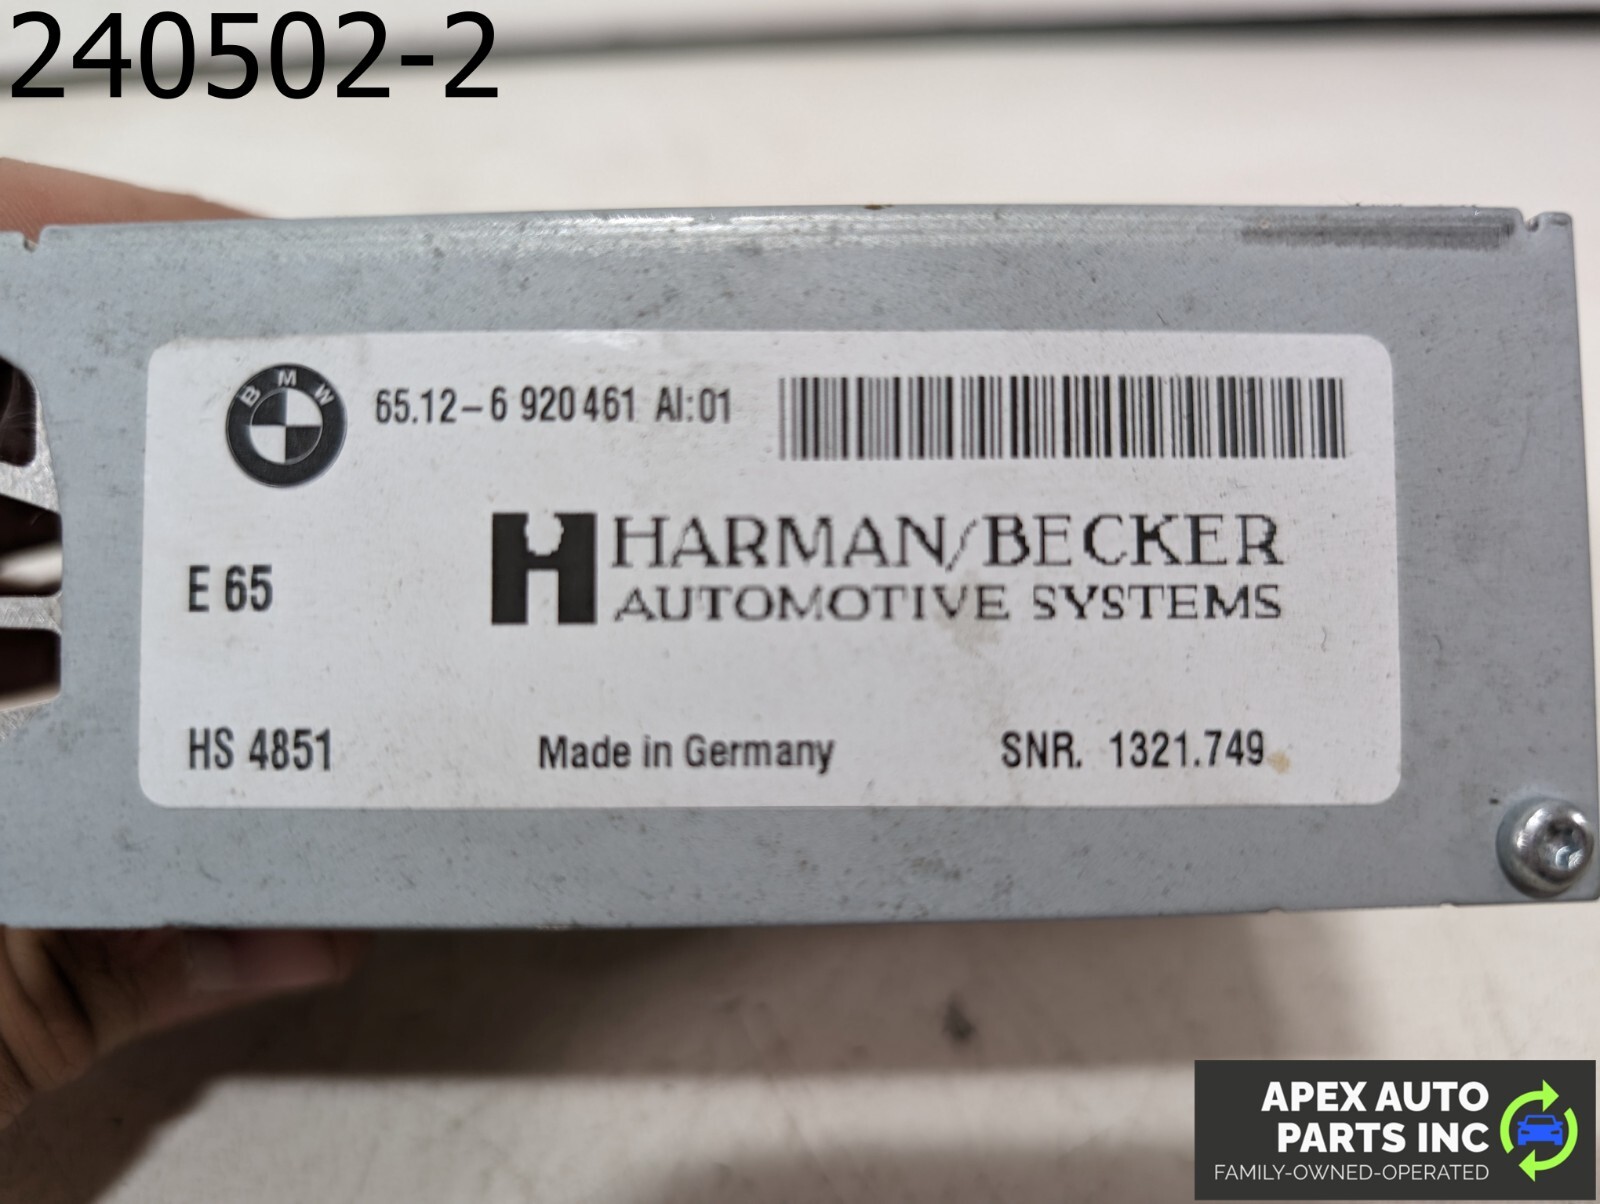 240502-2
BMW
65.12-6 920461 AI:01
HARMAN/BECKER
AUTOMOTIVE SYSTEMS
E 65
HS 4851
Made in Germany
SNR. 1321.749
APEX AUTO
PARTS INC
FAMILY-OWNED-OPERATED